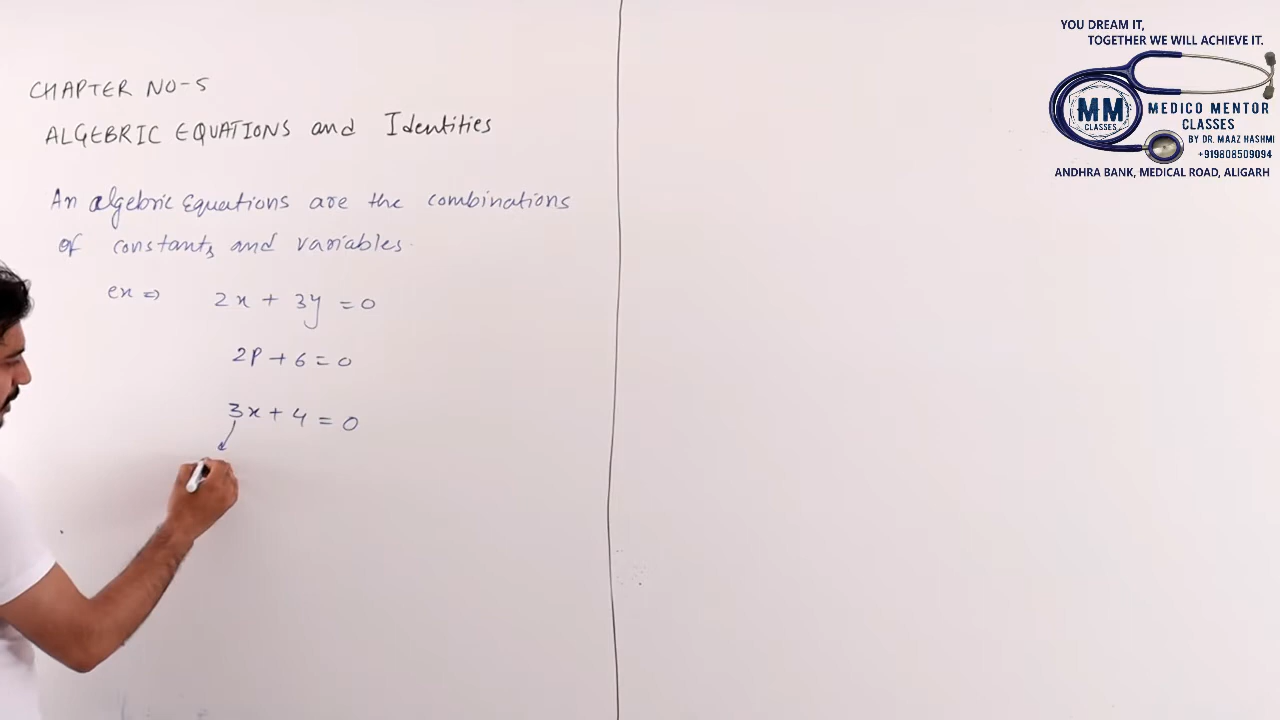 CHAPTER NO-5
ALGEBRIC EQUATIONS and Identities
An algebric Equations are the combinations
of constants and variables.
ex ⇒ 2x + 3y = 0
2p + 6 = 0
3x + 4 = 0
YOU DREAM IT,
TOGETHER WE WILL ACHIEVE IT.
MM
CLASSES
MEDICO MENTOR
CLASSES
BY DR. MAAZ HASHMI
+919808509094
ANDHRA BANK, MEDICAL ROAD, ALIGARH